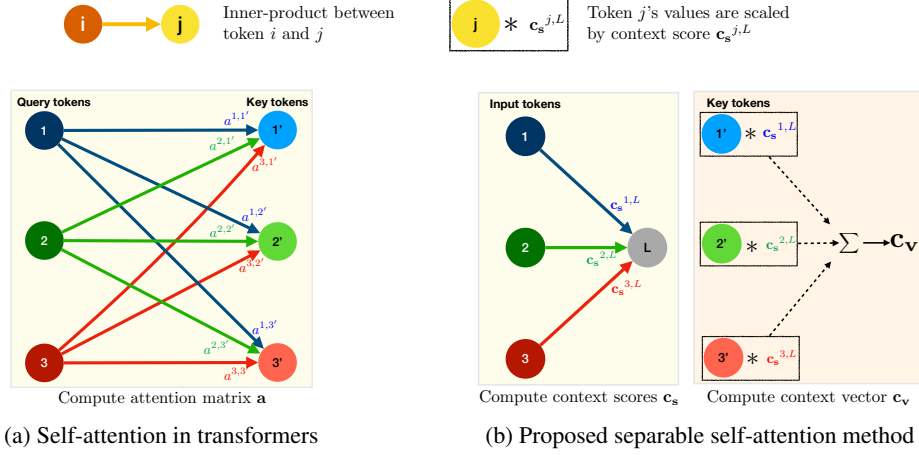 i
j
Inner-product between
token i and j
j * c_s^{j,L}
Token j's values are scaled
by context score c_s^{j,L}
Query tokens
Key tokens
1
1'
2
2'
3
3'
a^{1,1'}
a^{2,1'}
a^{3,1'}
a^{1,2'}
a^{2,2'}
a^{3,2'}
a^{1,3'}
a^{2,3'}
a^{3,3}
Compute attention matrix a
(a) Self-attention in transformers
Input tokens
1
2
3
L
c_s^{1,L}
c_s^{2,L}
c_s^{3,L}
Compute context scores c_s
Key tokens
1' * c_s^{1,L}
2' * c_s^{2,L}
3' * c_s^{3,L}
∑
c_v
Compute context vector c_v
(b) Proposed separable self-attention method